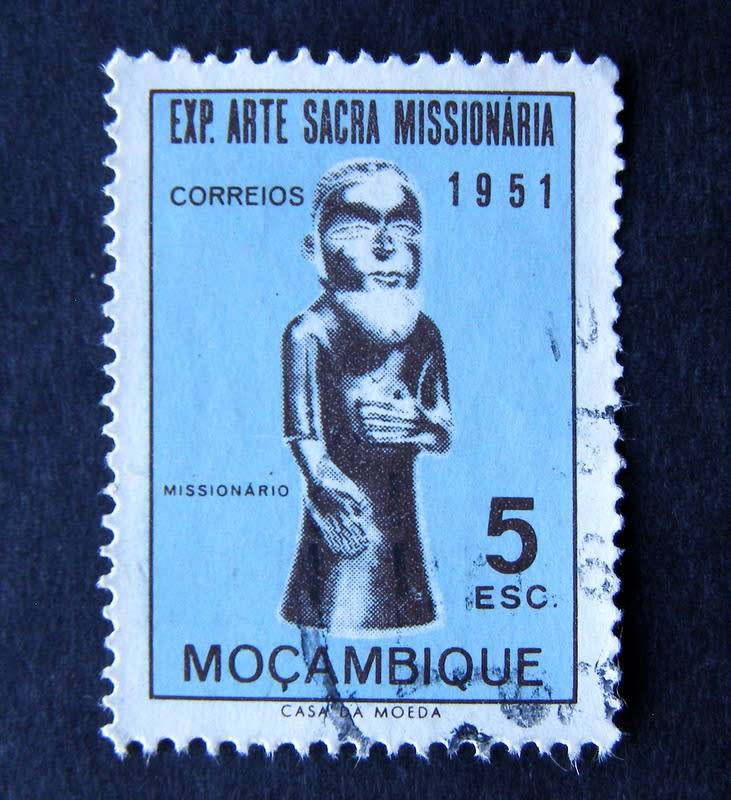 EXP. ARTE SACRA MISSIONÁRIA
CORREIOS 1951
MISSIONÁRIO
5
ESC.
MOÇAMBIQUE
CASA DA MOEDA